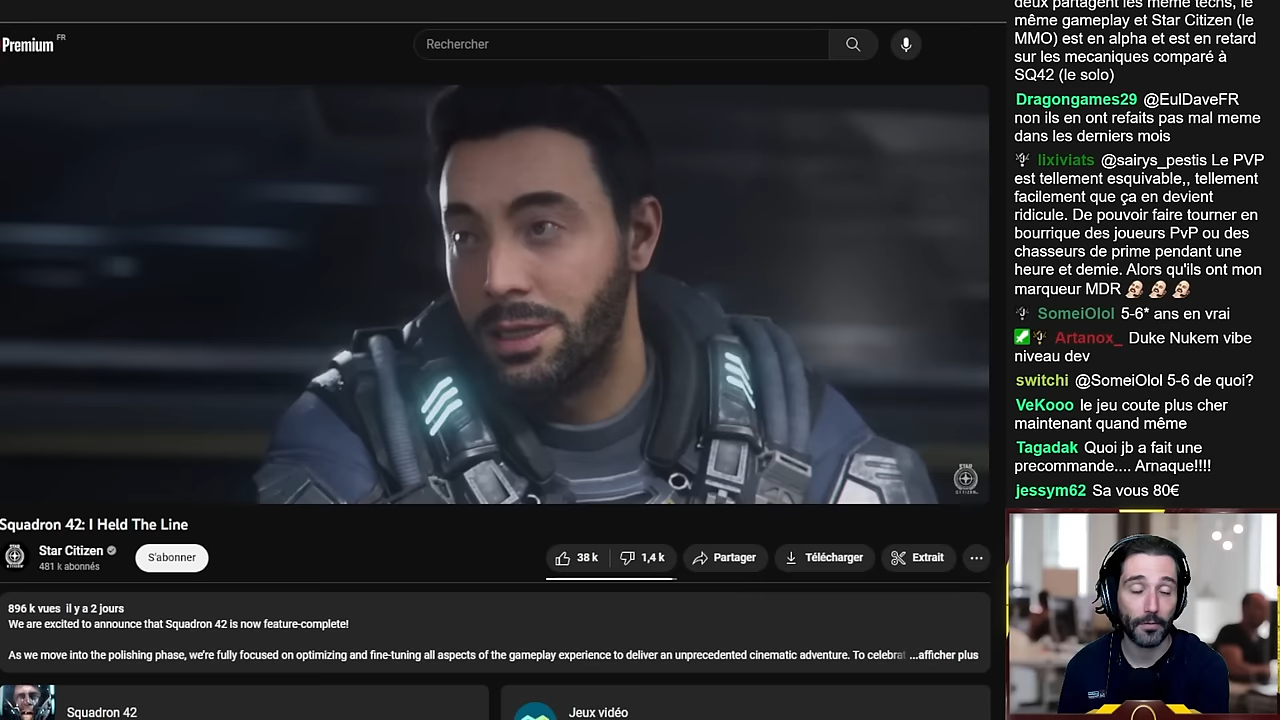 Premium FR
Rechercher
STAR
CITIZEN
Squadron 42: I Held The Line
Star Citizen
481 k abonnés
S'abonner
38 k
1,4 k
Partager
Télécharger
Extrait
896 k vues il y a 2 jours
We are excited to announce that Squadron 42 is now feature-complete!
As we move into the polishing phase, we're fully focused on optimizing and fine-tuning all aspects of the gameplay experience to deliver an unprecedented cinematic adventure. To celebrat ...afficher plus
Squadron 42
Jeux vidéo
deux partagent les meme techs, le
même gameplay et Star Citizen (le
MMO) est en alpha et est en retard
sur les mecaniques comparé à
SQ42 (le solo)
Dragongames29 @EulDaveFR
non ils en ont refaits pas mal meme
dans les derniers mois
lixiviats @sairys_pestis Le PVP
est tellement esquivable,, tellement
facilement que ça en devient
ridicule. De pouvoir faire tourner en
bourrique des joueurs PvP ou des
chasseurs de prime pendant une
heure et demie. Alors qu'ils ont mon
marqueur MDR
SomeiOlol 5-6* ans en vrai
Artanox_ Duke Nukem vibe
niveau dev
switchi @SomeiOlol 5-6 de quoi?
VeKooo le jeu coute plus cher
maintenant quand même
Tagadak Quoi jb a fait une
precommande.... Arnaque!!!!
jessym62 Sa vous 80€